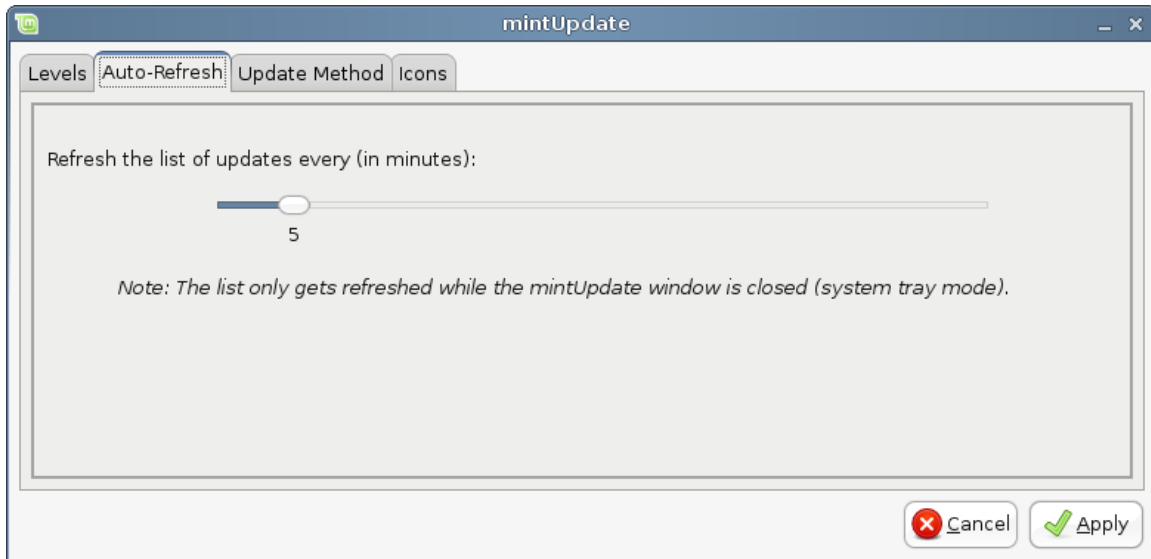 mintUpdate
Levels Auto-Refresh Update Method Icons
Refresh the list of updates every (in minutes):
5
Note: The list only gets refreshed while the mintUpdate window is closed (system tray mode).
Cancel Apply